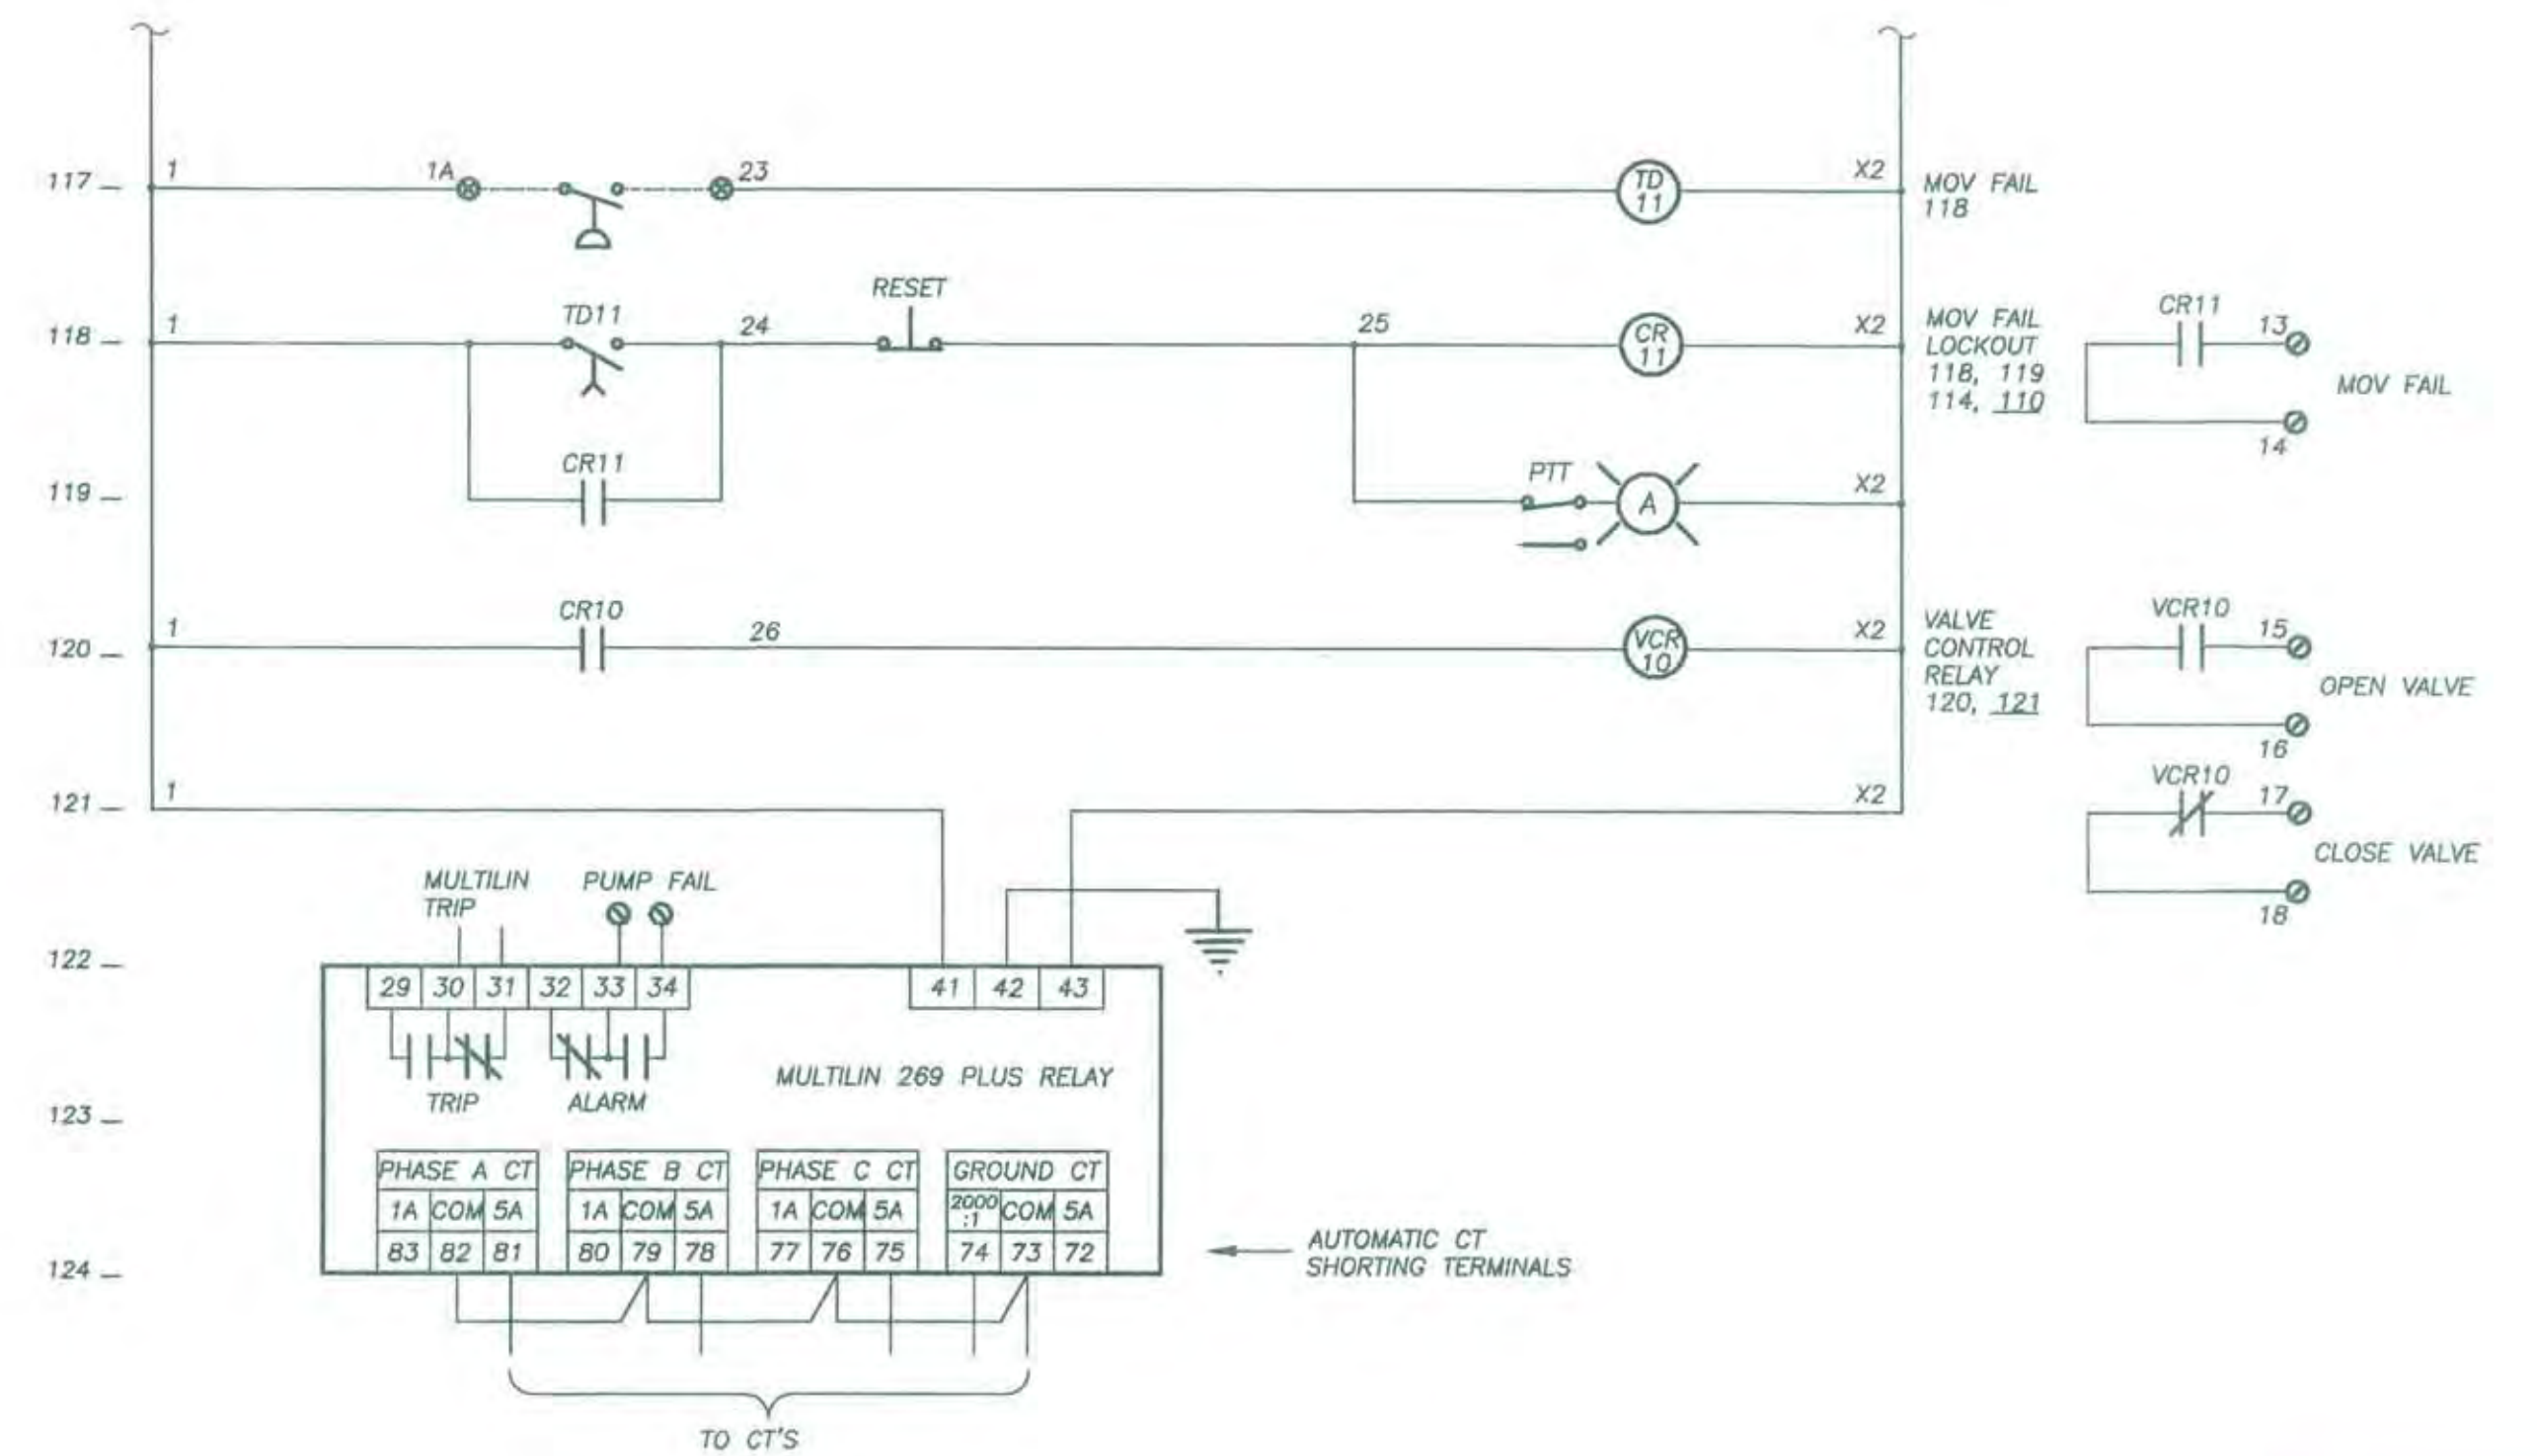 117
1
1A
23
TD
11
X2
MOV FAIL
118
118
1
TD11
24
RESET
25
CR
11
X2
MOV FAIL
LOCKOUT
118, 119
114, 110
CR11
13
14
MOV FAIL
119
CR11
PTT
A
X2
120
1
CR10
26
VCR
10
X2
VALVE
CONTROL
RELAY
120, 121
VCR10
15
16
OPEN VALVE
121
1
X2
VCR10
17
18
CLOSE VALVE
MULTILIN
TRIP
PUMP FAIL
122
29 30 31 32 33 34
41 42 43
TRIP
ALARM
MULTILIN 269 PLUS RELAY
123
PHASE A CT
1A COM 5A
83 82 81
PHASE B CT
1A COM 5A
80 79 78
PHASE C CT
1A COM 5A
77 76 75
GROUND CT
2000
:1
COM 5A
74 73 72
124
AUTOMATIC CT
SHORTING TERMINALS
TO CT'S